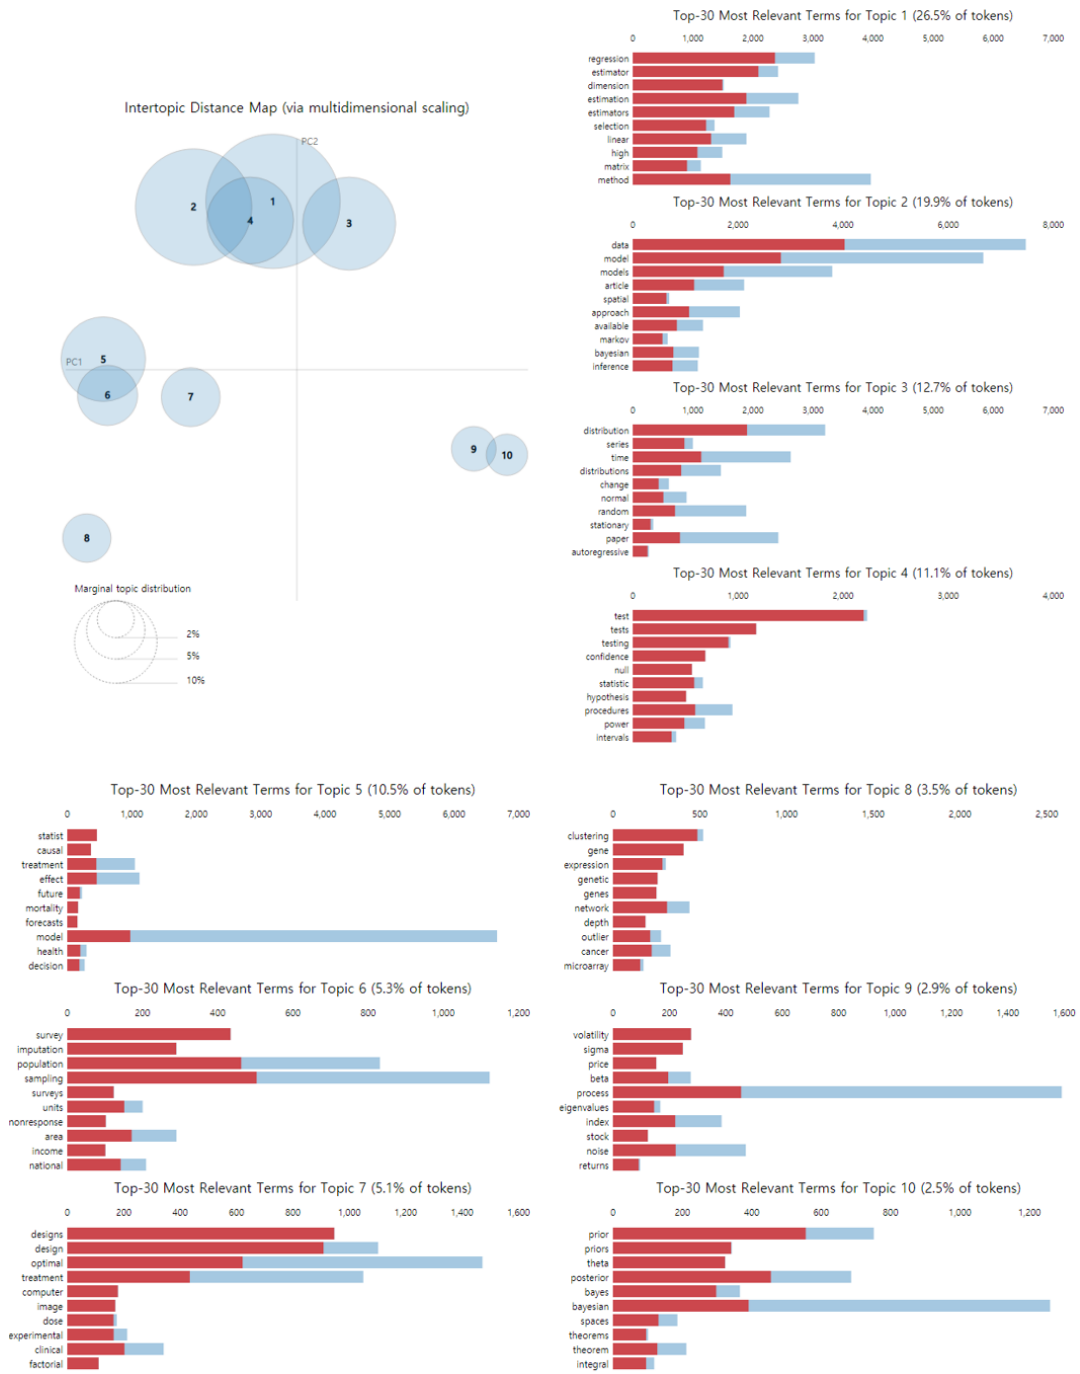 Intertopic Distance Map (via multidimensional scaling)
PC2
2
1
4
3
5
PC1
6
7
9
10
8
Marginal topic distribution
2%
5%
10%
Top-30 Most Relevant Terms for Topic 1 (26.5% of tokens)
0 1,000 2,000 3,000 4,000 5,000 6,000 7,000
regression
estimator
dimension
estimation
estimators
selection
linear
high
matrix
method
Top-30 Most Relevant Terms for Topic 2 (19.9% of tokens)
0 2,000 4,000 6,000 8,000
data
model
models
article
spatial
approach
available
markov
bayesian
inference
Top-30 Most Relevant Terms for Topic 3 (12.7% of tokens)
0 1,000 2,000 3,000 4,000 5,000 6,000 7,000
distribution
series
time
distributions
change
normal
random
stationary
paper
autoregressive
Top-30 Most Relevant Terms for Topic 4 (11.1% of tokens)
0 1,000 2,000 3,000 4,000
test
tests
testing
confidence
null
statistic
hypothesis
procedures
power
intervals
Top-30 Most Relevant Terms for Topic 5 (10.5% of tokens)
0 1,000 2,000 3,000 4,000 5,000 6,000 7,000
statist
causal
treatment
effect
future
mortality
forecasts
model
health
decision
Top-30 Most Relevant Terms for Topic 6 (5.3% of tokens)
0 200 400 600 800 1,000 1,200
survey
imputation
population
sampling
surveys
units
nonresponse
area
income
national
Top-30 Most Relevant Terms for Topic 7 (5.1% of tokens)
0 200 400 600 800 1,000 1,200 1,400 1,600
designs
design
optimal
treatment
computer
image
dose
experimental
clinical
factorial
Top-30 Most Relevant Terms for Topic 8 (3.5% of tokens)
0 500 1,000 1,500 2,000 2,500
clustering
gene
expression
genetic
genes
network
depth
outlier
cancer
microarray
Top-30 Most Relevant Terms for Topic 9 (2.9% of tokens)
0 200 400 600 800 1,000 1,200 1,400 1,600
volatility
sigma
price
beta
process
eigenvalues
index
stock
noise
returns
Top-30 Most Relevant Terms for Topic 10 (2.5% of tokens)
0 200 400 600 800 1,000 1,200
prior
priors
theta
posterior
bayes
bayesian
spaces
theorems
theorem
integral